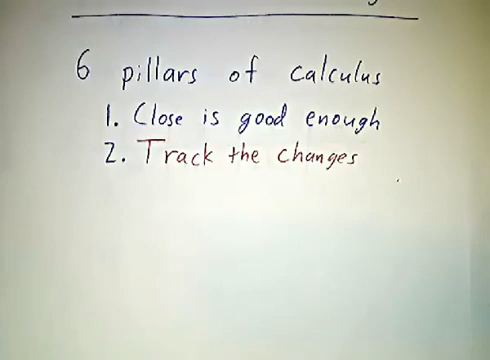 6 pillars of calculus
1. Close is good enough
2. Track the changes